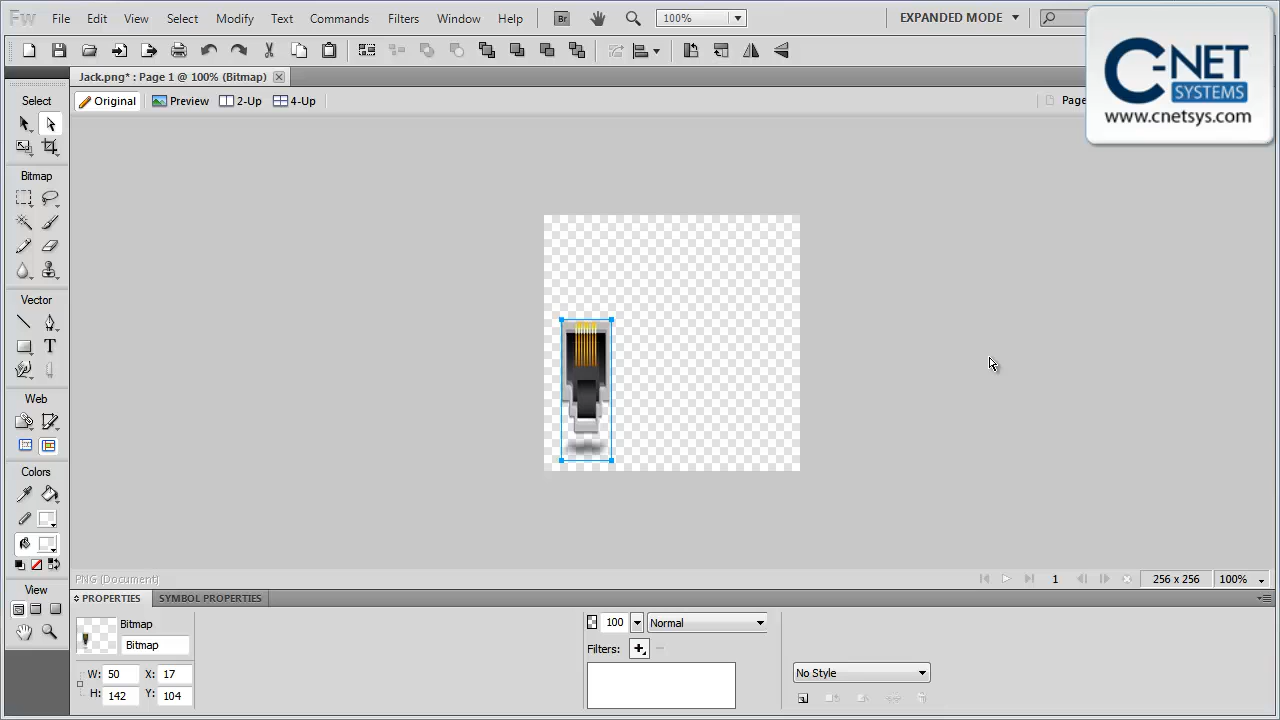 Fw File Edit View Select Modify Text Commands Filters Window Help Br 100% EXPANDED MODE
Jack.png* : Page 1 @ 100% (Bitmap)
Original Preview 2-Up 4-Up Page
C-NET
SYSTEMS
www.cnetsys.com
Select
Bitmap
Vector
T
Web
Colors
View
PNG (Document) 1 256 x 256 100%
PROPERTIES SYMBOL PROPERTIES
Bitmap
Bitmap
W: 50 X: 17
H: 142 Y: 104
100 Normal
Filters:
No Style